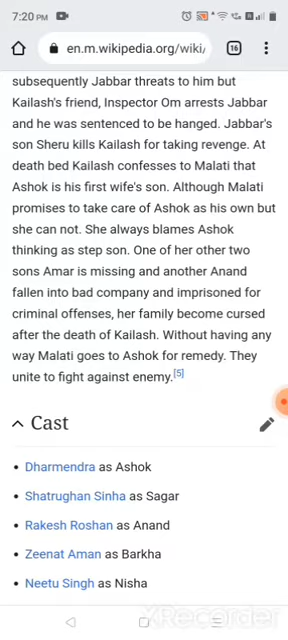 7:20 PM
en.m.wikipedia.org/wiki/
16
subsequently Jabbar threats to him but
Kailash's friend, Inspector Om arrests Jabbar
and he was sentenced to be hanged. Jabbar's
son Sheru kills Kailash for taking revenge. At
death bed Kailash confesses to Malati that
Ashok is his first wife's son. Although Malati
promises to take care of Ashok as his own but
she can not. She always blames Ashok
thinking as step son. One of her other two
sons Amar is missing and another Anand
fallen into bad company and imprisoned for
criminal offenses, her family become cursed
after the death of Kailash. Without having any
way Malati goes to Ashok for remedy. They
unite to fight against enemy.[5]
Cast
• Dharmendra as Ashok
• Shatrughan Sinha as Sagar
• Rakesh Roshan as Anand
• Zeenat Aman as Barkha
• Neetu Singh as Nisha
XRecorder